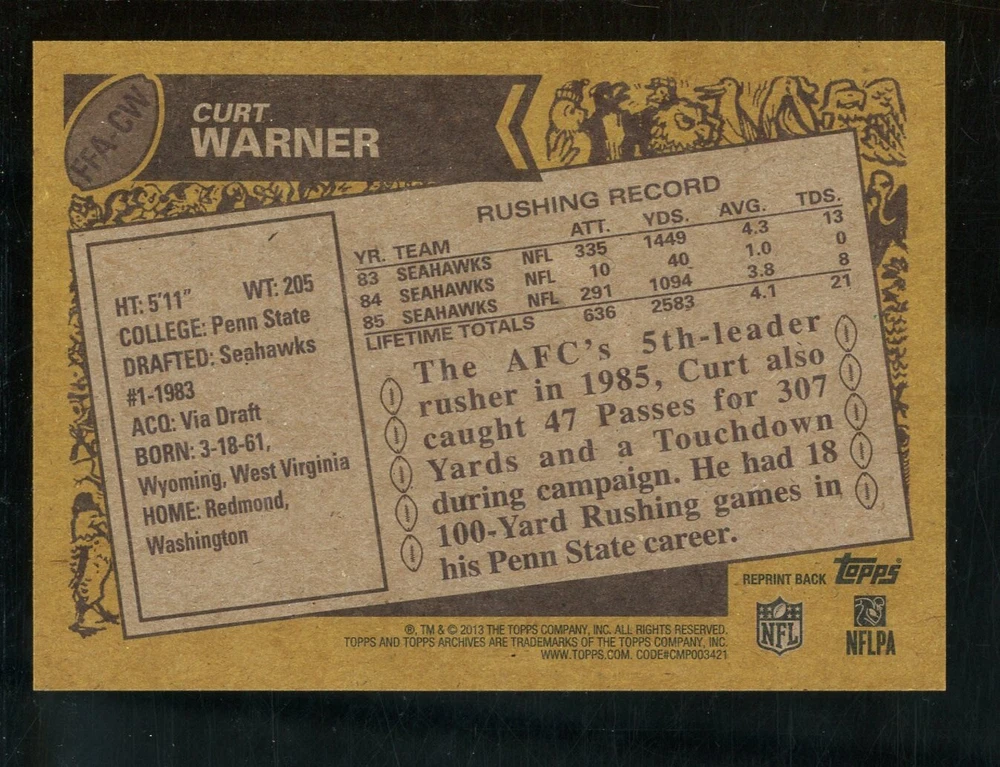 FFA-CW
CURT
WARNER
RUSHING RECORD
YR. TEAM ATT. YDS. AVG. TDS.
83 SEAHAWKS NFL 335 1449 4.3 13
84 SEAHAWKS NFL 10 40 1.0 0
85 SEAHAWKS NFL 291 1094 3.8 8
LIFETIME TOTALS 636 2583 4.1 21
HT: 5'11" WT: 205
COLLEGE: Penn State
DRAFTED: Seahawks
#1-1983
ACQ: Via Draft
BORN: 3-18-61,
Wyoming, West Virginia
HOME: Redmond,
Washington
The AFC's 5th-leader
rusher in 1985, Curt also
caught 47 Passes for 307
Yards and a Touchdown
during campaign. He had 18
100-Yard Rushing games in
his Penn State career.
REPRINT BACK Topps®
®, TM & © 2013 THE TOPPS COMPANY, INC. ALL RIGHTS RESERVED.
TOPPS AND TOPPS ARCHIVES ARE TRADEMARKS OF THE TOPPS COMPANY, INC.
WWW.TOPPS.COM. CODE#CMP003421
NFL
NFLPA